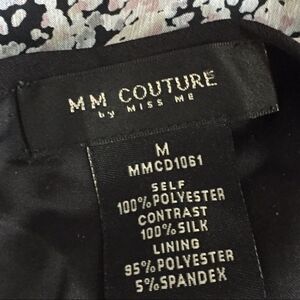 MM COUTURE
by MISS ME
M
MMCD1061
SELF
100%POLYESTER
CONTRAST
100%SILK
LINING
95%POLYESTER
5%SPANDEX